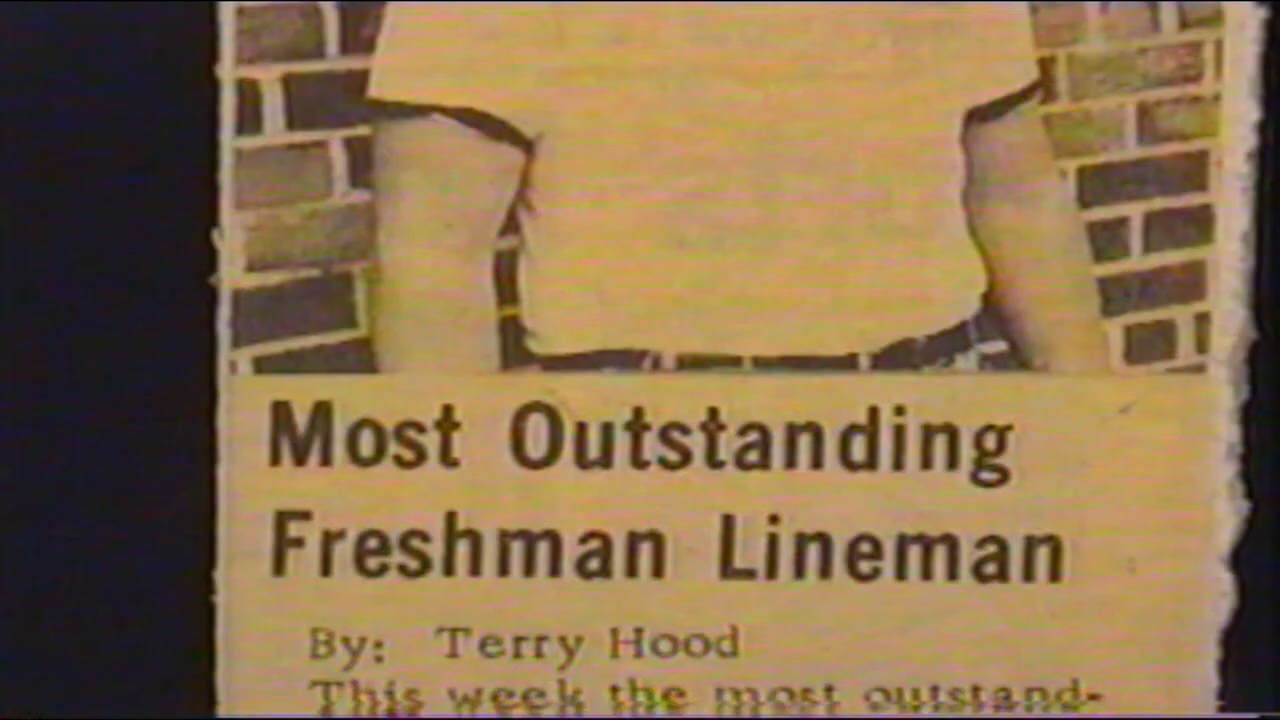 Most Outstanding
Freshman Lineman
By: Terry Hood
This week the most outstand-